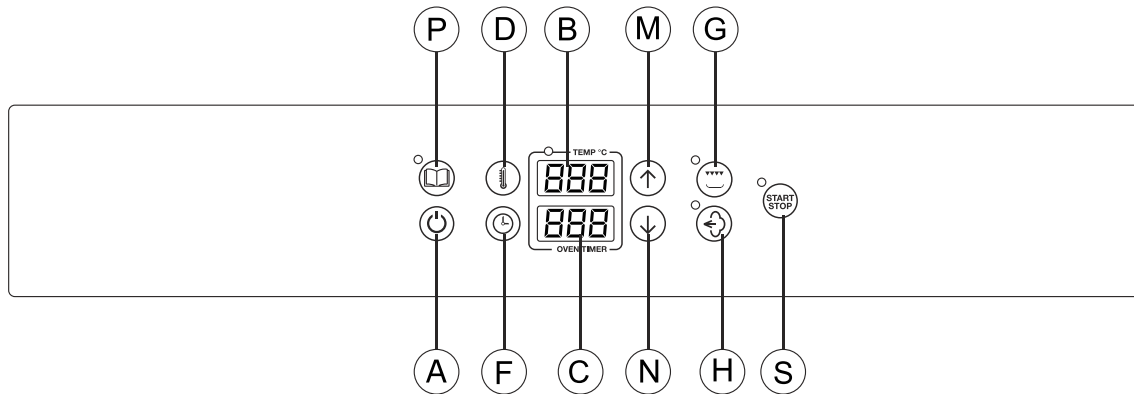 P D B M G
TEMP °C
888
888
OVEN TIMER
START
STOP
A F C N H S